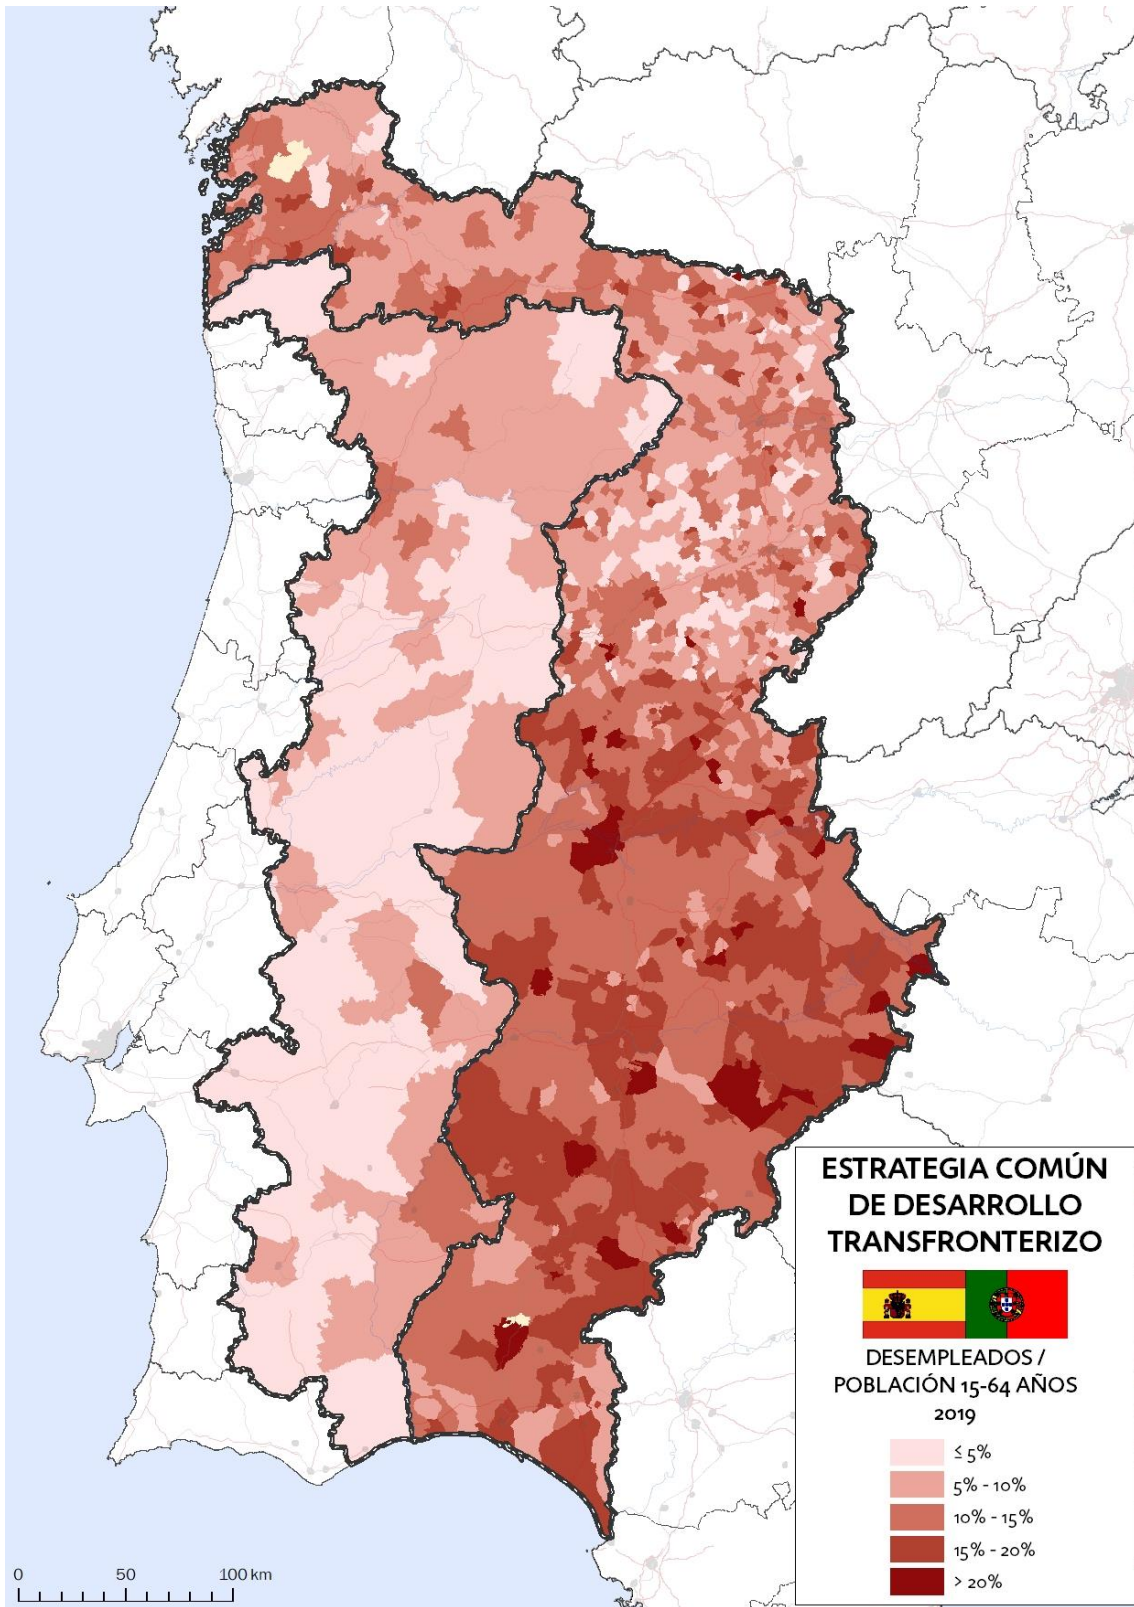 ESTRATEGIA COMÚN
DE DESARROLLO
TRANSFRONTERIZO
DESEMPLEADOS /
POBLACIÓN 15-64 AÑOS
2019
≤ 5%
5% - 10%
10% - 15%
15% - 20%
> 20%
0 50 100 km